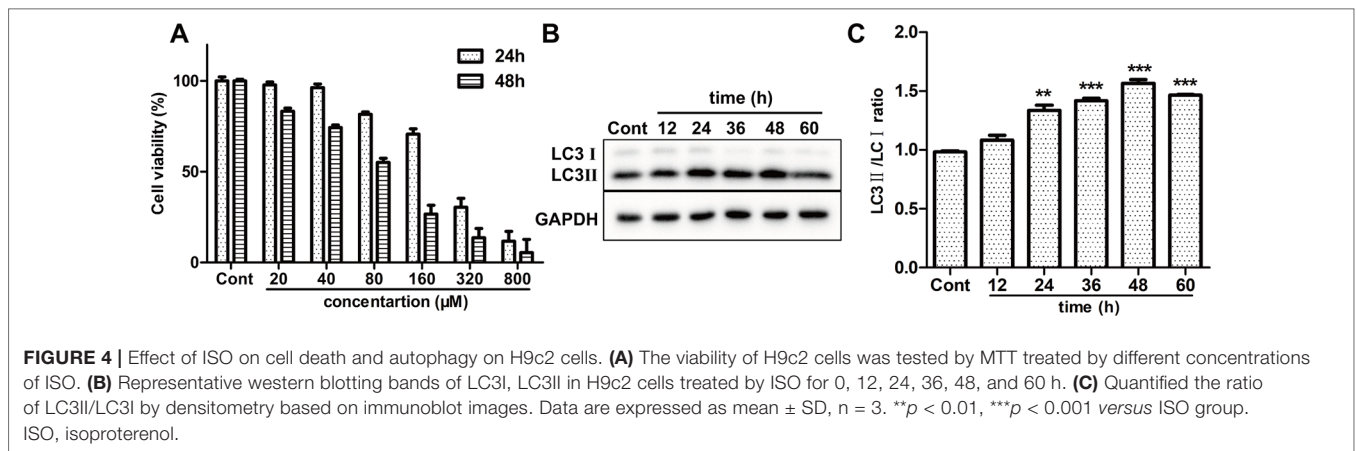 A
24h
48h
Cell viability (%)
100
50
0
Cont
20
40
80
160
320
800
concentartion (μM)
B
time (h)
Cont 12 24 36 48 60
LC3 I
LC3II
GAPDH
C
LC3 II/LC I ratio
2.0
1.5
1.0
0.5
0.0
**
***
***
***
Cont
12
24
36
48
60
time (h)
FIGURE 4 | Effect of ISO on cell death and autophagy on H9c2 cells. (A) The viability of H9c2 cells was tested by MTT treated by different concentrations
of ISO. (B) Representative western blotting bands of LC3I, LC3II in H9c2 cells treated by ISO for 0, 12, 24, 36, 48, and 60 h. (C) Quantified the ratio
of LC3II/LC3I by densitometry based on immunoblot images. Data are expressed as mean ± SD, n = 3. **p < 0.01, ***p < 0.001 versus ISO group.
ISO, isoproterenol.